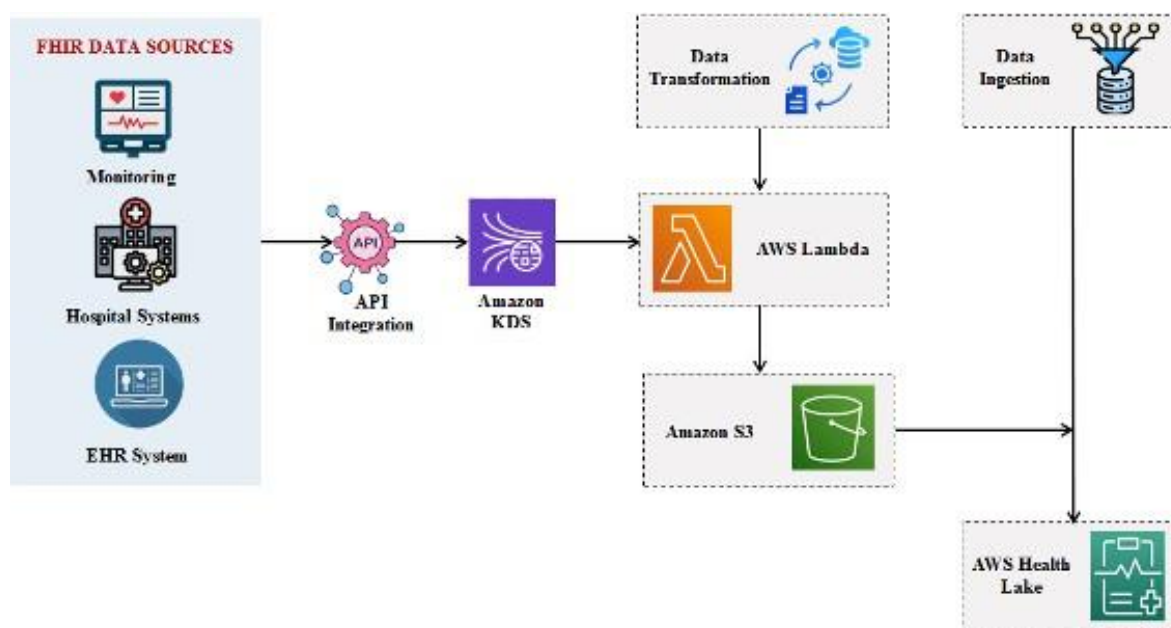 FHIR DATA SOURCES
Monitoring
Hospital Systems
EHR System
API
API
Integration
Amazon
KDS
Data
Transformation
AWS Lambda
Amazon S3
Data
Ingestion
AWS Health
Lake